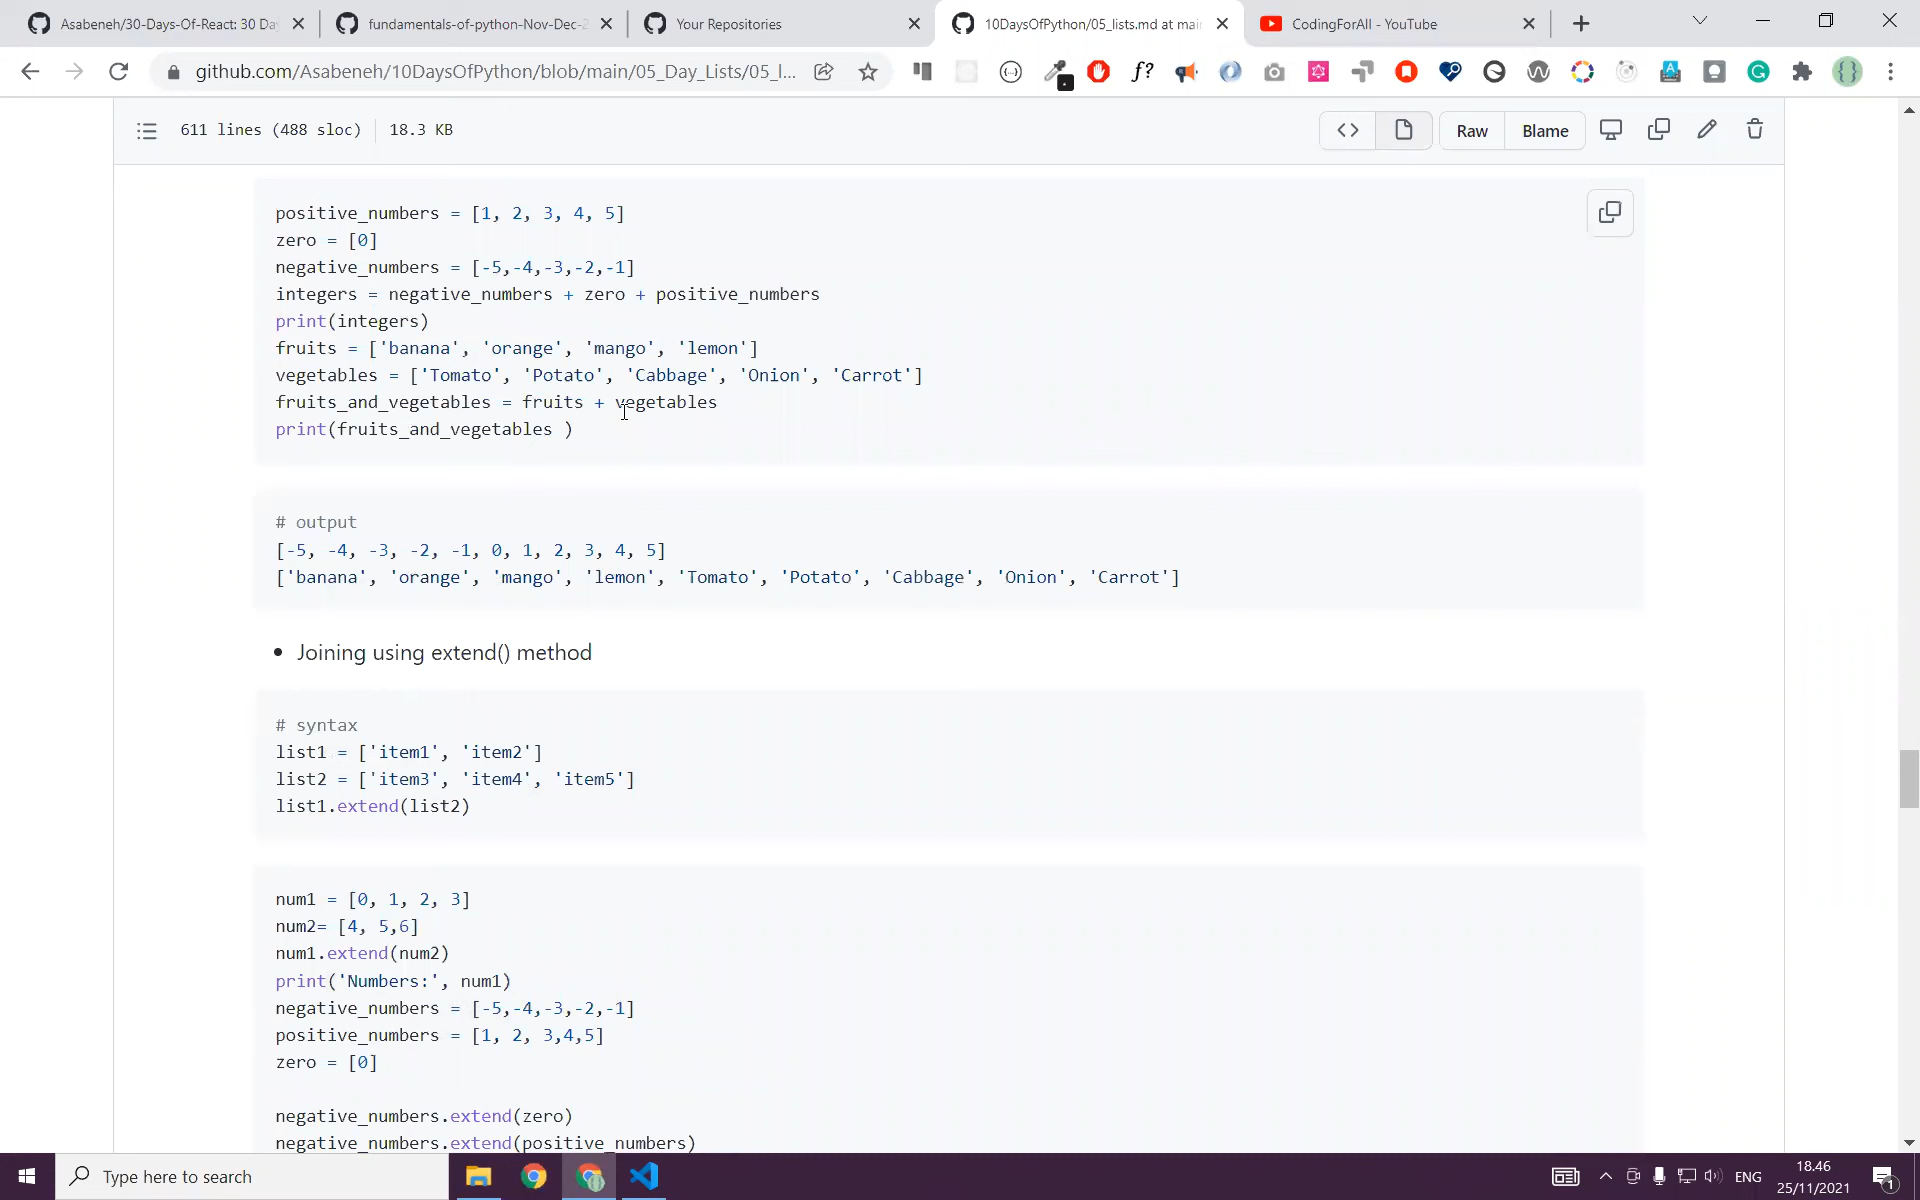 Asabeneh/30-Days-Of-React: 30 Da
fundamentals-of-python-Nov-Dec-2
Your Repositories
10DaysOfPython/05_lists.md at mai
CodingForAll - YouTube
github.com/Asabeneh/10DaysOfPython/blob/main/05_Day_Lists/05_l...
611 lines (488 sloc) 18.3 KB
Raw Blame
positive_numbers = [1, 2, 3, 4, 5]
zero = [0]
negative_numbers = [-5,-4,-3,-2,-1]
integers = negative_numbers + zero + positive_numbers
print(integers)
fruits = ['banana', 'orange', 'mango', 'lemon']
vegetables = ['Tomato', 'Potato', 'Cabbage', 'Onion', 'Carrot']
fruits_and_vegetables = fruits + vegetables
print(fruits_and_vegetables )
# output
[-5, -4, -3, -2, -1, 0, 1, 2, 3, 4, 5]
['banana', 'orange', 'mango', 'lemon', 'Tomato', 'Potato', 'Cabbage', 'Onion', 'Carrot']
• Joining using extend() method
# syntax
list1 = ['item1', 'item2']
list2 = ['item3', 'item4', 'item5']
list1.extend(list2)
num1 = [0, 1, 2, 3]
num2= [4, 5,6]
num1.extend(num2)
print('Numbers:', num1)
negative_numbers = [-5,-4,-3,-2,-1]
positive_numbers = [1, 2, 3,4,5]
zero = [0]
negative_numbers.extend(zero)
negative_numbers.extend(positive_numbers)
Type here to search
ENG
18.46
25/11/2021
1